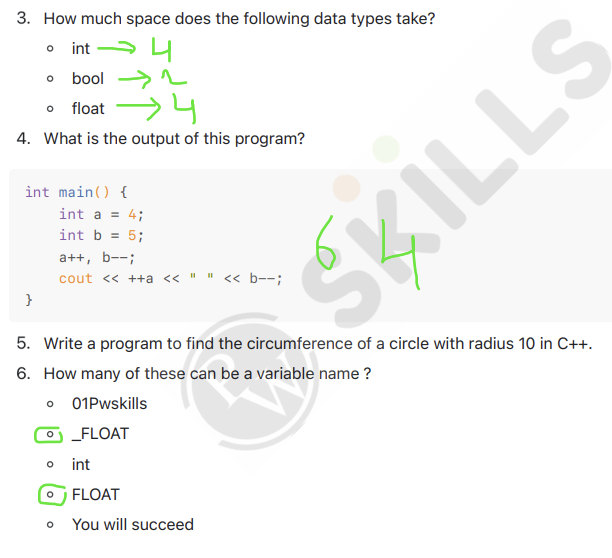 3. How much space does the following data types take?
int → 4
bool → 2
float → 4
4. What is the output of this program?
int main() {
int a = 4;
int b = 5;
a++, b--;
cout << ++a << " " << b--;
}
6 4
5. Write a program to find the circumference of a circle with radius 10 in C++.
6. How many of these can be a variable name ?
01Pwskills
_FLOAT
int
FLOAT
You will succeed
PW SKILLS